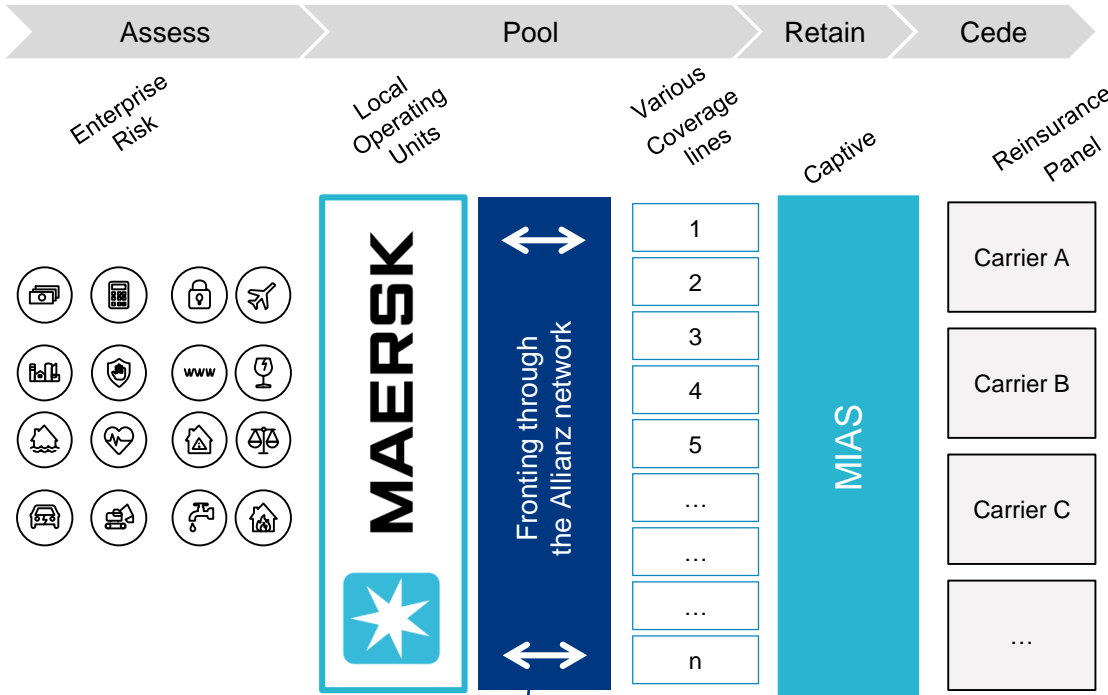 Assess
Pool
Retain
Cede
Enterprise
Risk
Local
Operating
Units
Various
Coverage
lines
Captive
Reinsurance
Panel
www
MAERSK
Fronting through
the Allianz network
1
2
3
4
5
…
…
…
n
MIAS
Carrier A
Carrier B
Carrier C
…